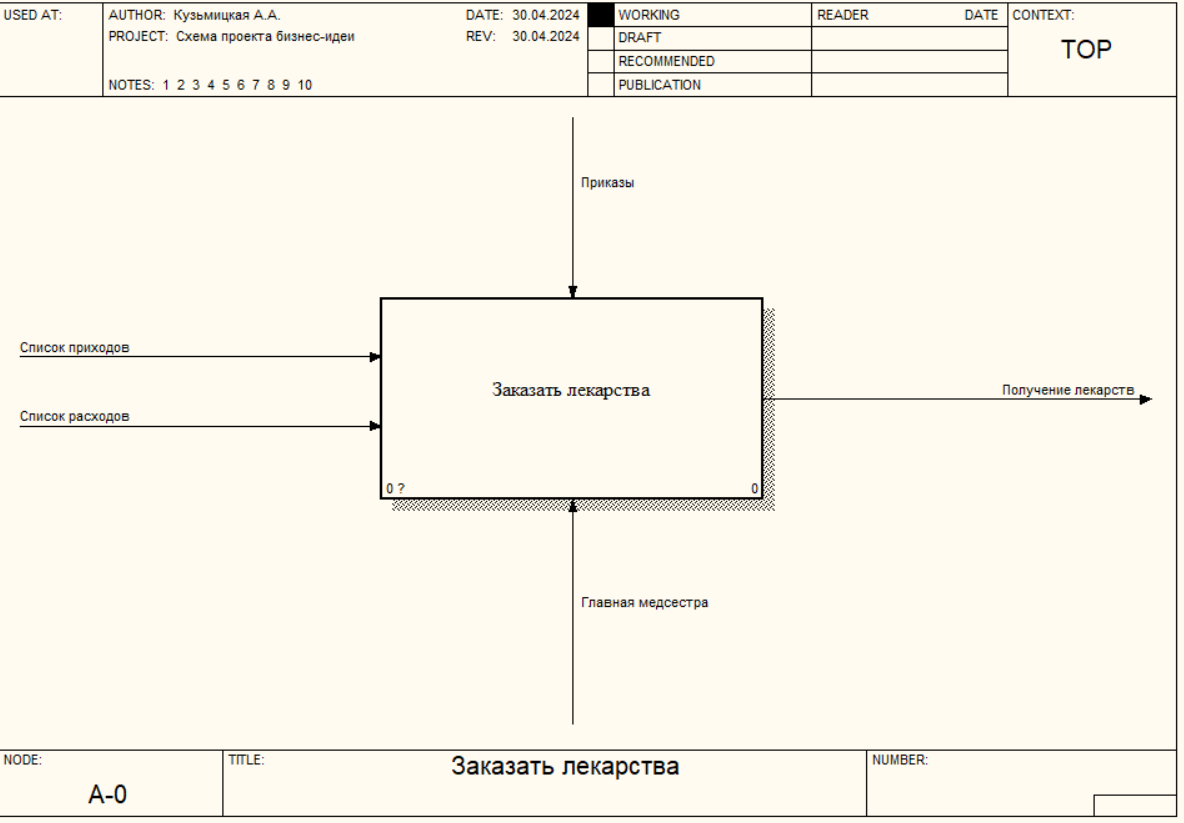 USED AT:
AUTHOR: Кузьмицкая А.А.
DATE: 30.04.2024
PROJECT: Схема проекта бизнес-идеи
REV: 30.04.2024
NOTES: 1 2 3 4 5 6 7 8 9 10
WORKING
DRAFT
RECOMMENDED
PUBLICATION
READER DATE
CONTEXT:
TOP
Приказы
Список приходов
Список расходов
Заказать лекарства
0 ?
0
Получение лекарств
Главная медсестра
NODE:
A-0
TITLE:
Заказать лекарства
NUMBER: